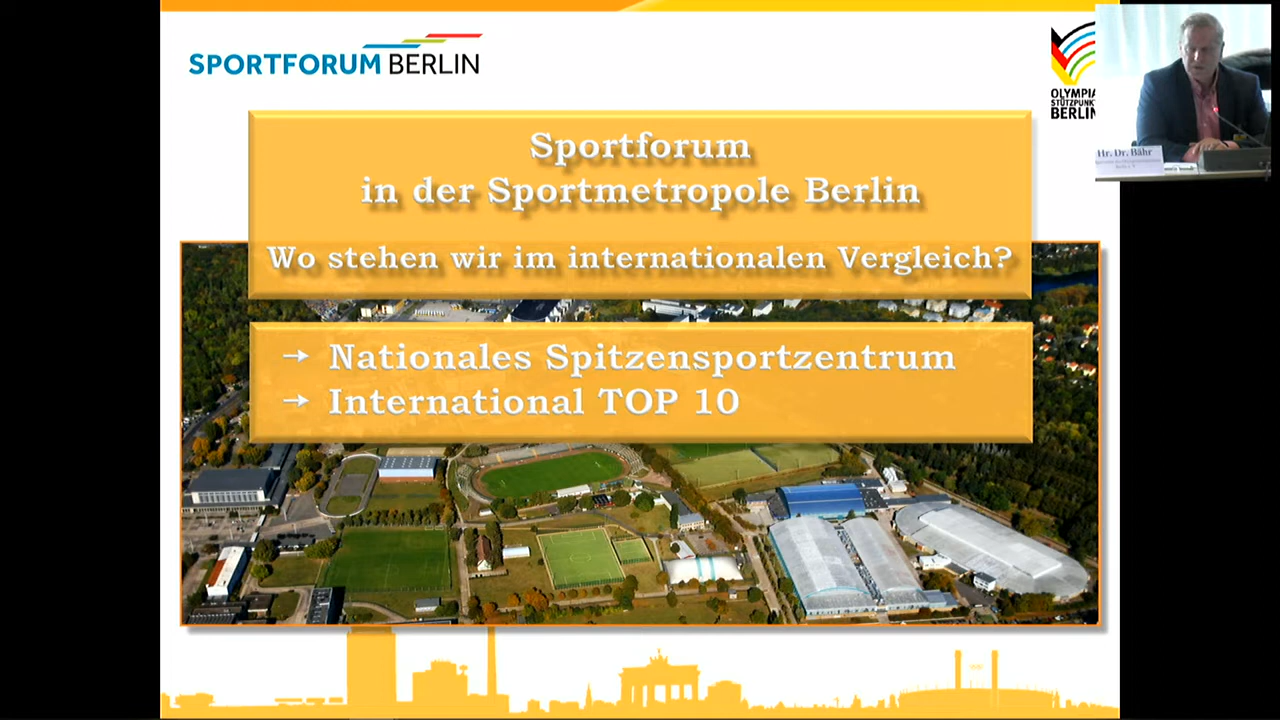 SPORTFORUM BERLIN
OLYMPIA
STÜTZPUNKT
BERLIN
Hr. Dr. Bähr
Sportforum
in der Sportmetropole Berlin
Wo stehen wir im internationalen Vergleich?
→ Nationales Spitzensportzentrum
→ International TOP 10